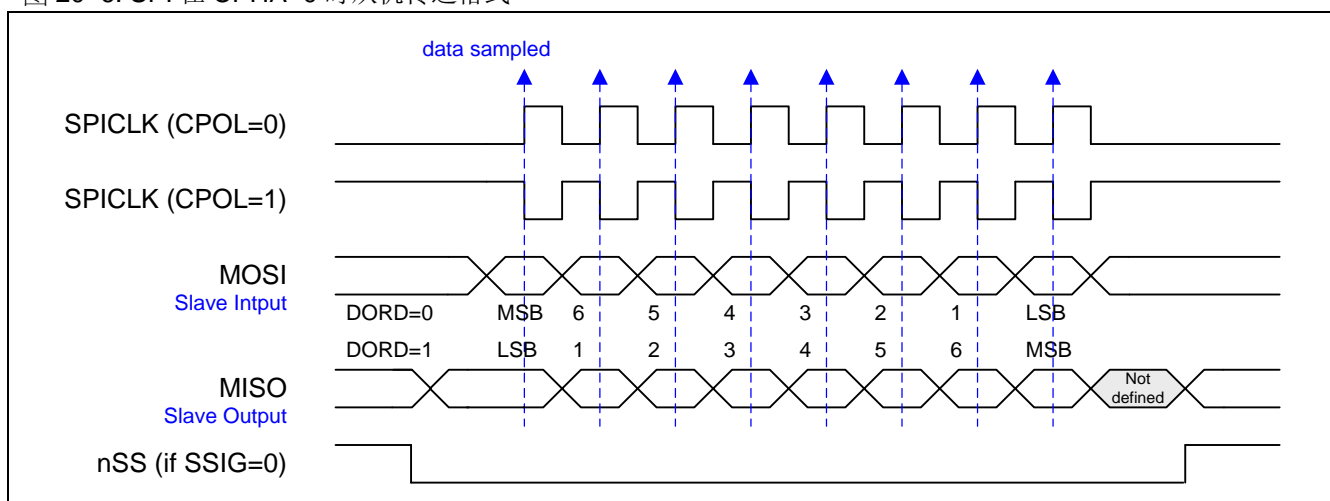 data sampled
SPICLK (CPOL=0)
SPICLK (CPOL=1)
MOSI
Slave Intput
DORD=0 MSB 6 5 4 3 2 1 LSB
DORD=1 LSB 1 2 3 4 5 6 MSB
MISO
Slave Output
Not
defined
nSS (if SSIG=0)